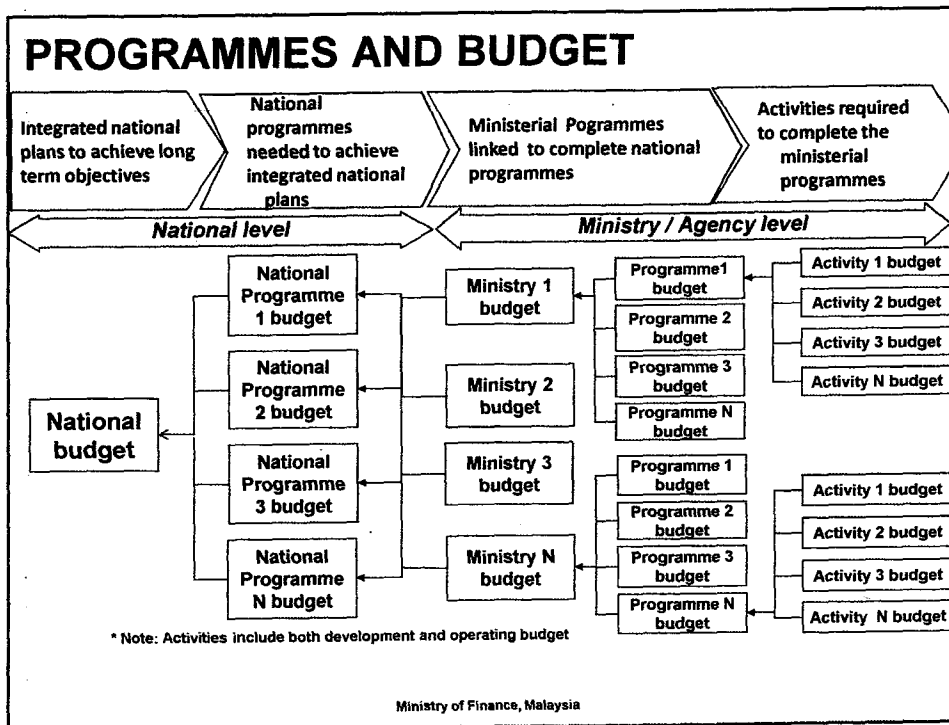 PROGRAMMES AND BUDGET
Integrated national
plans to achieve long
term objectives
National
programmes
needed to achieve
integrated national
plans
Ministerial Pogrammes
linked to complete national
programmes
Activities required
to complete the
ministerial
programmes
National level
Ministry / Agency level
National
budget
National
Programme
1 budget
National
Programme
2 budget
National
Programme
3 budget
National
Programme
N budget
Ministry 1
budget
Ministry 2
budget
Ministry 3
budget
Ministry N
budget
Programme1
budget
Programme 2
budget
Programme 3
budget
Programme N
budget
Programme 1
budget
Programme 2
budget
Programme 3
budget
Programme N
budget
Activity 1 budget
Activity 2 budget
Activity 3 budget
Activity N budget
Activity 1 budget
Activity 2 budget
Activity 3 budget
Activity N budget
* Note: Activities include both development and operating budget
Ministry of Finance, Malaysia